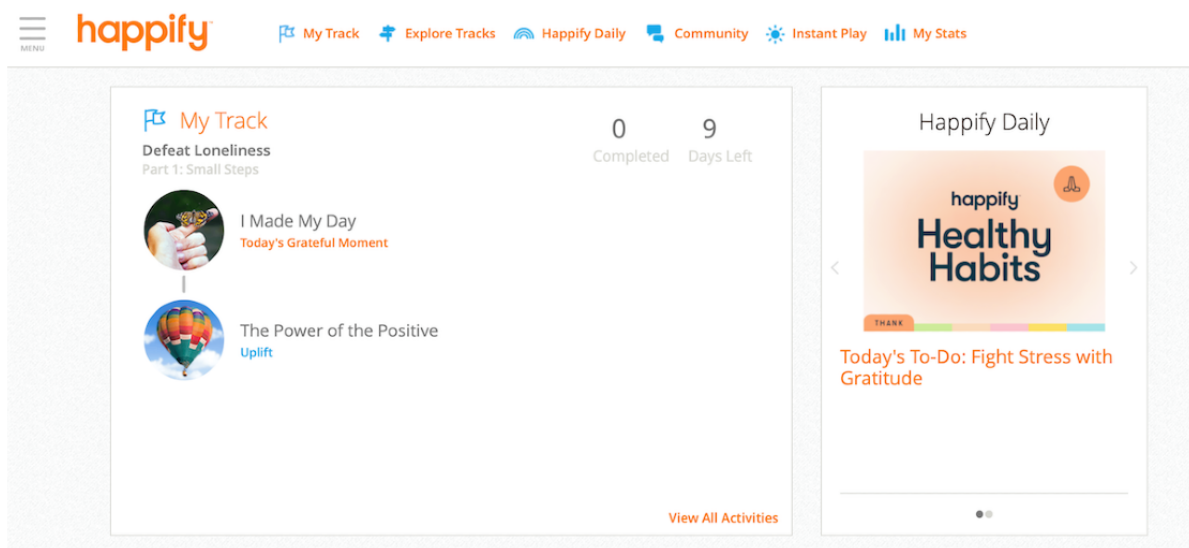 MENU
happify
My Track
Explore Tracks
Happify Daily
Community
Instant Play
My Stats
My Track
Defeat Loneliness
Part 1: Small Steps
0
Completed
9
Days Left
I Made My Day
Today's Grateful Moment
The Power of the Positive
Uplift
View All Activities
Happify Daily
happify
Healthy
Habits
THANK
Today's To-Do: Fight Stress with
Gratitude